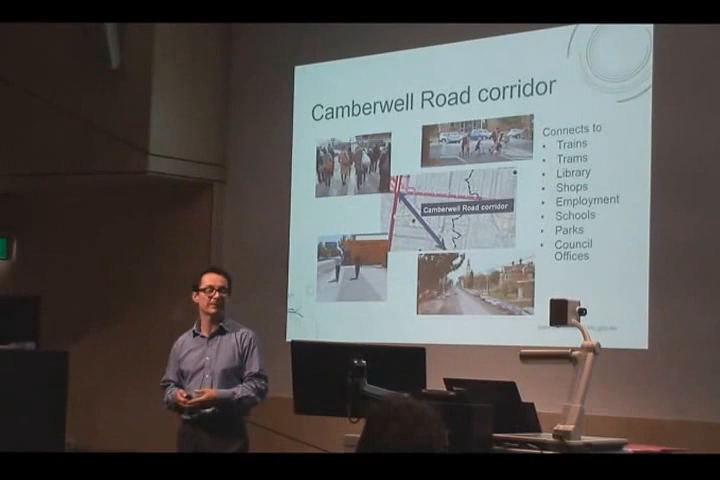 Camberwell Road corridor
Connects to
• Trains
• Trams
• Library
• Shops
• Employment
• Schools
• Parks
• Council
Offices
Camberwell Road corridor